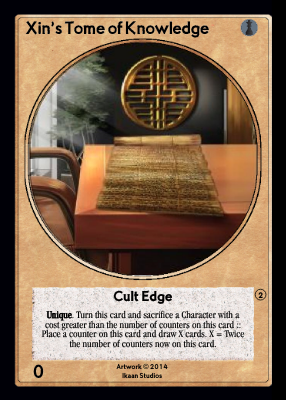 Xin's Tome of Knowledge
Cult Edge
2
Unique. Turn this card and sacrifice a Character with a
cost greater than the number of counters on this card ::
Place a counter on this card and draw X cards. X = Twice
the number of counters now on this card.
0
Artwork © 2014
Ikaan Studios